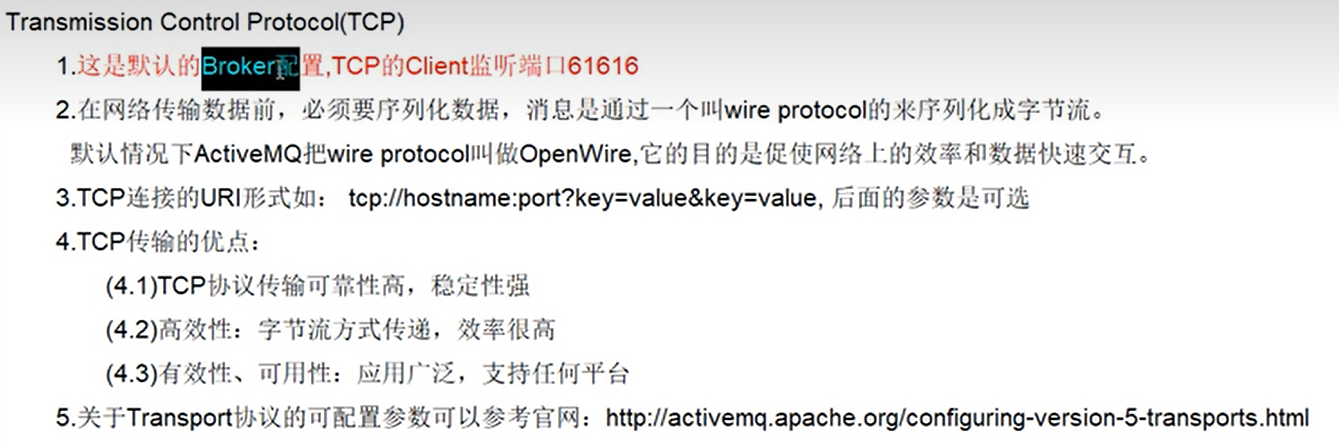 Transmission Control Protocol(TCP)
1.这是默认的Broker配置,TCP的Client监听端口61616
2.在网络传输数据前，必须要序列化数据，消息是通过一个叫wire protocol的来序列化成字节流。
默认情况下ActiveMQ把wire protocol叫做OpenWire,它的目的是促使网络上的效率和数据快速交互。
3.TCP连接的URI形式如： tcp://hostname:port?key=value&key=value, 后面的参数是可选
4.TCP传输的优点：
(4.1)TCP协议传输可靠性高，稳定性强
(4.2)高效性：字节流方式传递，效率很高
(4.3)有效性、可用性：应用广泛，支持任何平台
5.关于Transport协议的可配置参数可以参考官网：http://activemq.apache.org/configuring-version-5-transports.html